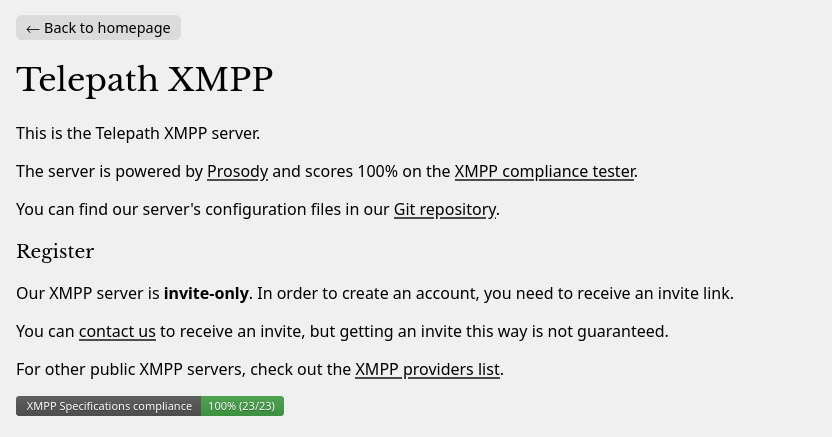 ← Back to homepage
Telepath XMPP
This is the Telepath XMPP server.
The server is powered by Prosody and scores 100% on the XMPP compliance tester.
You can find our server's configuration files in our Git repository.
Register
Our XMPP server is invite-only. In order to create an account, you need to receive an invite link.
You can contact us to receive an invite, but getting an invite this way is not guaranteed.
For other public XMPP servers, check out the XMPP providers list.
XMPP Specifications compliance 100% (23/23)